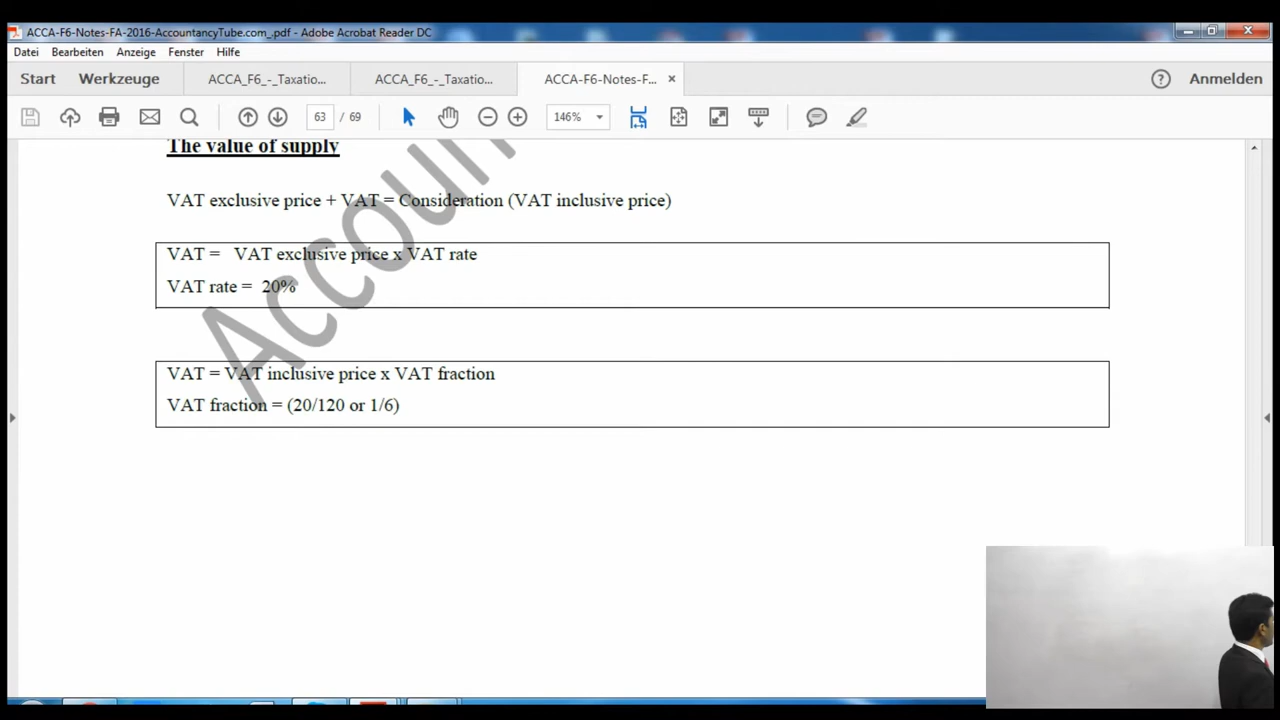 ACCA-F6-Notes-FA-2016-AccountancyTube.com_.pdf - Adobe Acrobat Reader DC
Datei Bearbeiten Anzeige Fenster Hilfe
Start Werkzeuge ACCA_F6_-_Taxatio... ACCA_F6_-_Taxatio... ACCA-F6-Notes-F... × ? Anmelden
63 / 69 146%
The value of supply
VAT exclusive price + VAT = Consideration (VAT inclusive price)
VAT = VAT exclusive price x VAT rate
VAT rate = 20%
VAT = VAT inclusive price x VAT fraction
VAT fraction = (20/120 or 1/6)
Accoun